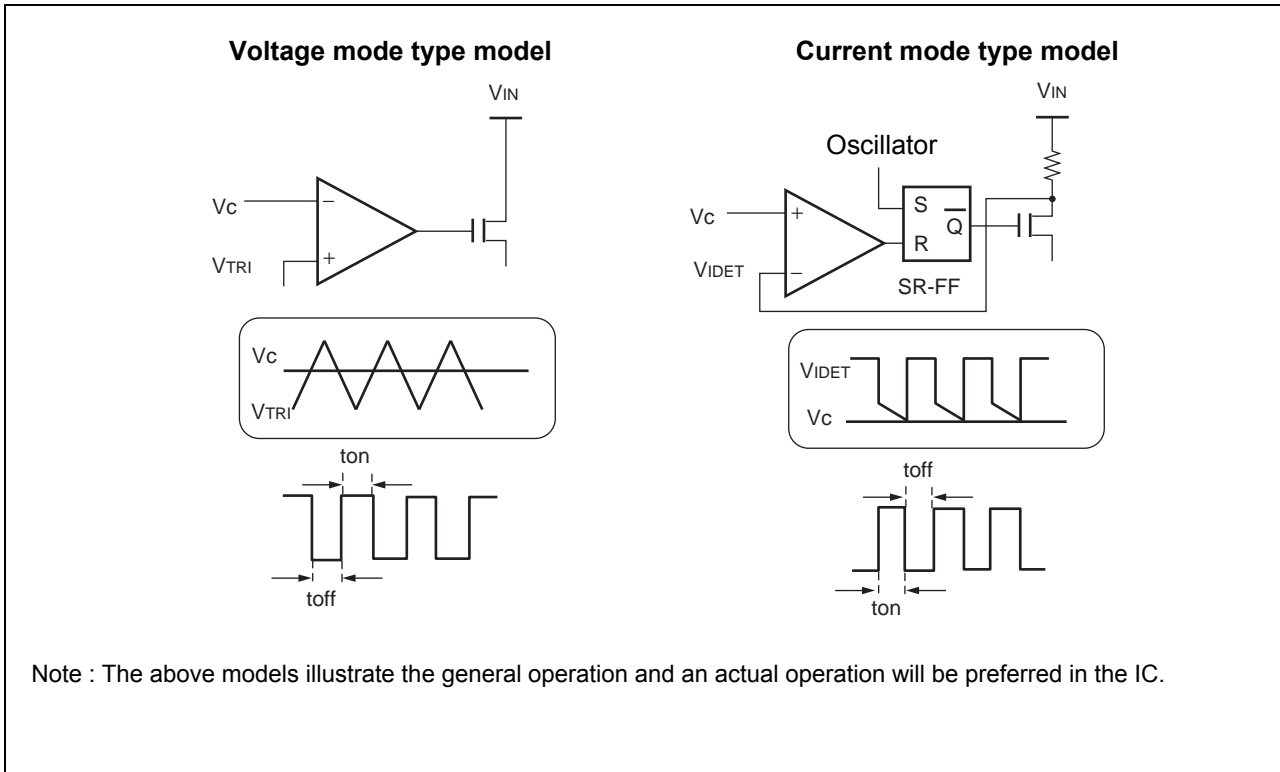 Voltage mode type model
VIN
Vc
−
VTRI
+
Vc
VTRI
ton
toff
Current mode type model
VIN
Oscillator
Vc
+
S
Q
R
VIDET
−
SR-FF
VIDET
Vc
toff
ton
Note : The above models illustrate the general operation and an actual operation will be preferred in the IC.